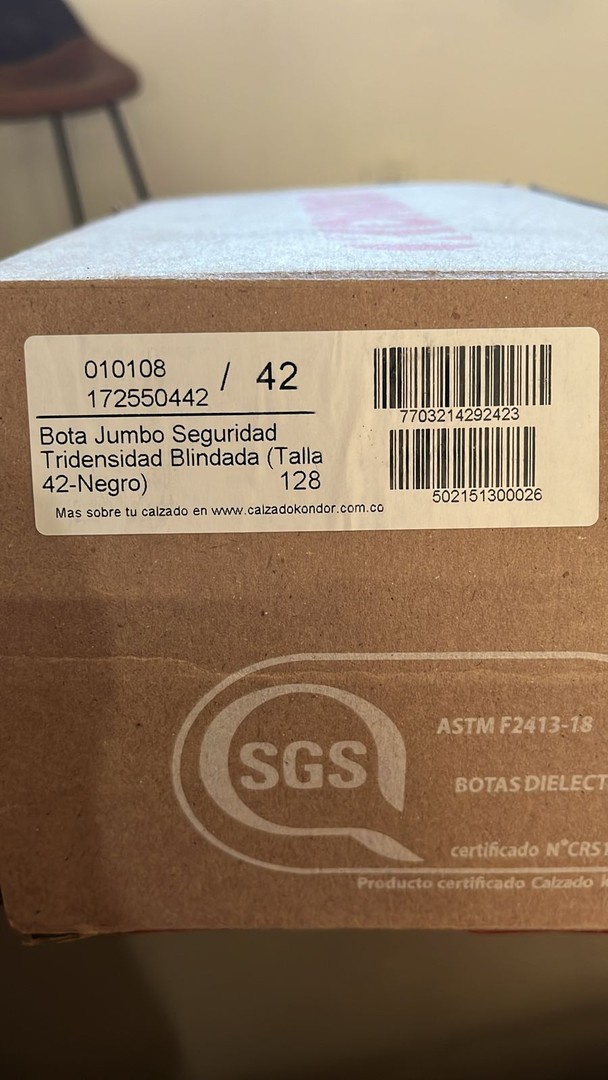 010108
172550442 / 42
7703214292423
Bota Jumbo Seguridad
Tridensidad Blindada (Talla
42-Negro) 128
502151300026
Mas sobre tu calzado en www.calzadokondor.com.co
SGS
ASTM F2413-18
BOTAS DIELECT
certificado N°CRS1
Producto certificado Calzado K